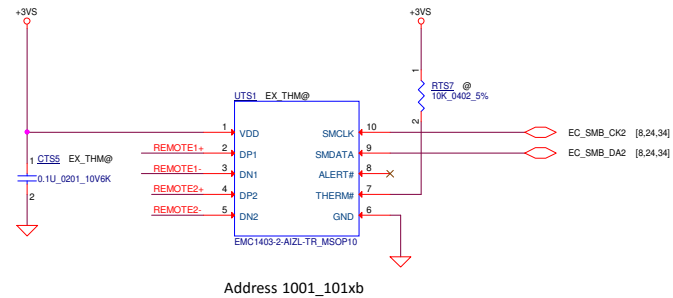 +3VS
+3VS
1
RTS7 @
10K_0402_5%
2
UTS1 EX_THM@
1 VDD
SMCLK 10
EC_SMB_CK2 [8,24,34]
REMOTE1+ 2 DP1
SMDATA 9
EC_SMB_DA2 [8,24,34]
1 CTS5 EX_THM@
REMOTE1- 3 DN1
ALERT# 8
0.1U_0201_10V6K
REMOTE2+ 4 DP2
THERM# 7
2
REMOTE2- 5 DN2
GND 6
EMC1403-2-AIZL-TR_MSOP10
Address 1001_101xb